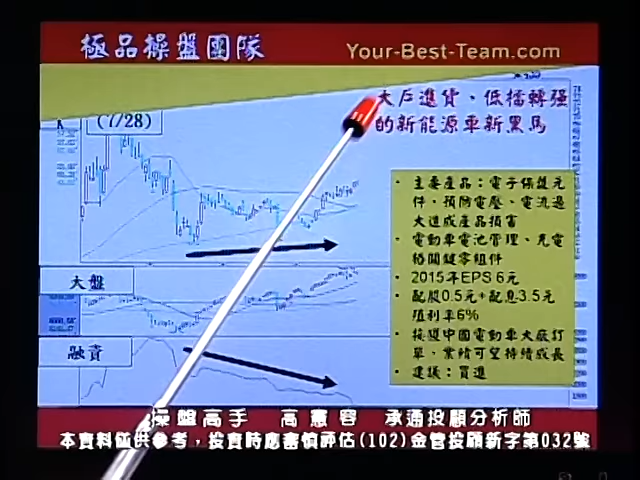 極品操盤團隊
Your-Best-Team.com
大戶進貨、低檔轉強
的新能源車新黑馬
(7/28)
• 主要產品：電子保護元
件、預防電壓、電流過
大造成產品損害
• 電動車電池管理、充電
樁關鍵零組件
• 2015年EPS 6元
• 配股0.5元+配息3.5元
殖利率6%
• 接獲中國電動車大廠訂
單、業績可望持續成長
• 建議：買進
大盤
融資
操盤高手 高憲容 承通投顧分析師
本資料僅供參考，投資時應審慎評估(102)金管投顧新字第032號